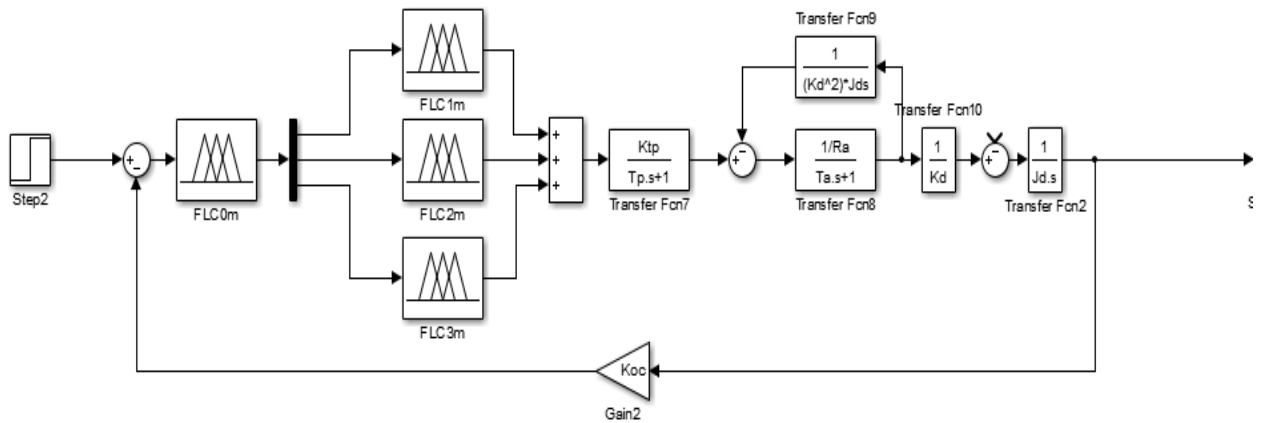 Step2
FLC0m
FLC1m
FLC2m
FLC3m
+
+
+
Ktp
Tp.s+1
Transfer Fcn7
Transfer Fcn9
1
(Kd^2)*Jds
1/Ra
Ta.s+1
Transfer Fcn8
Transfer Fcn10
1
Kd
1
Jd.s
Transfer Fcn2
Koc
Gain2